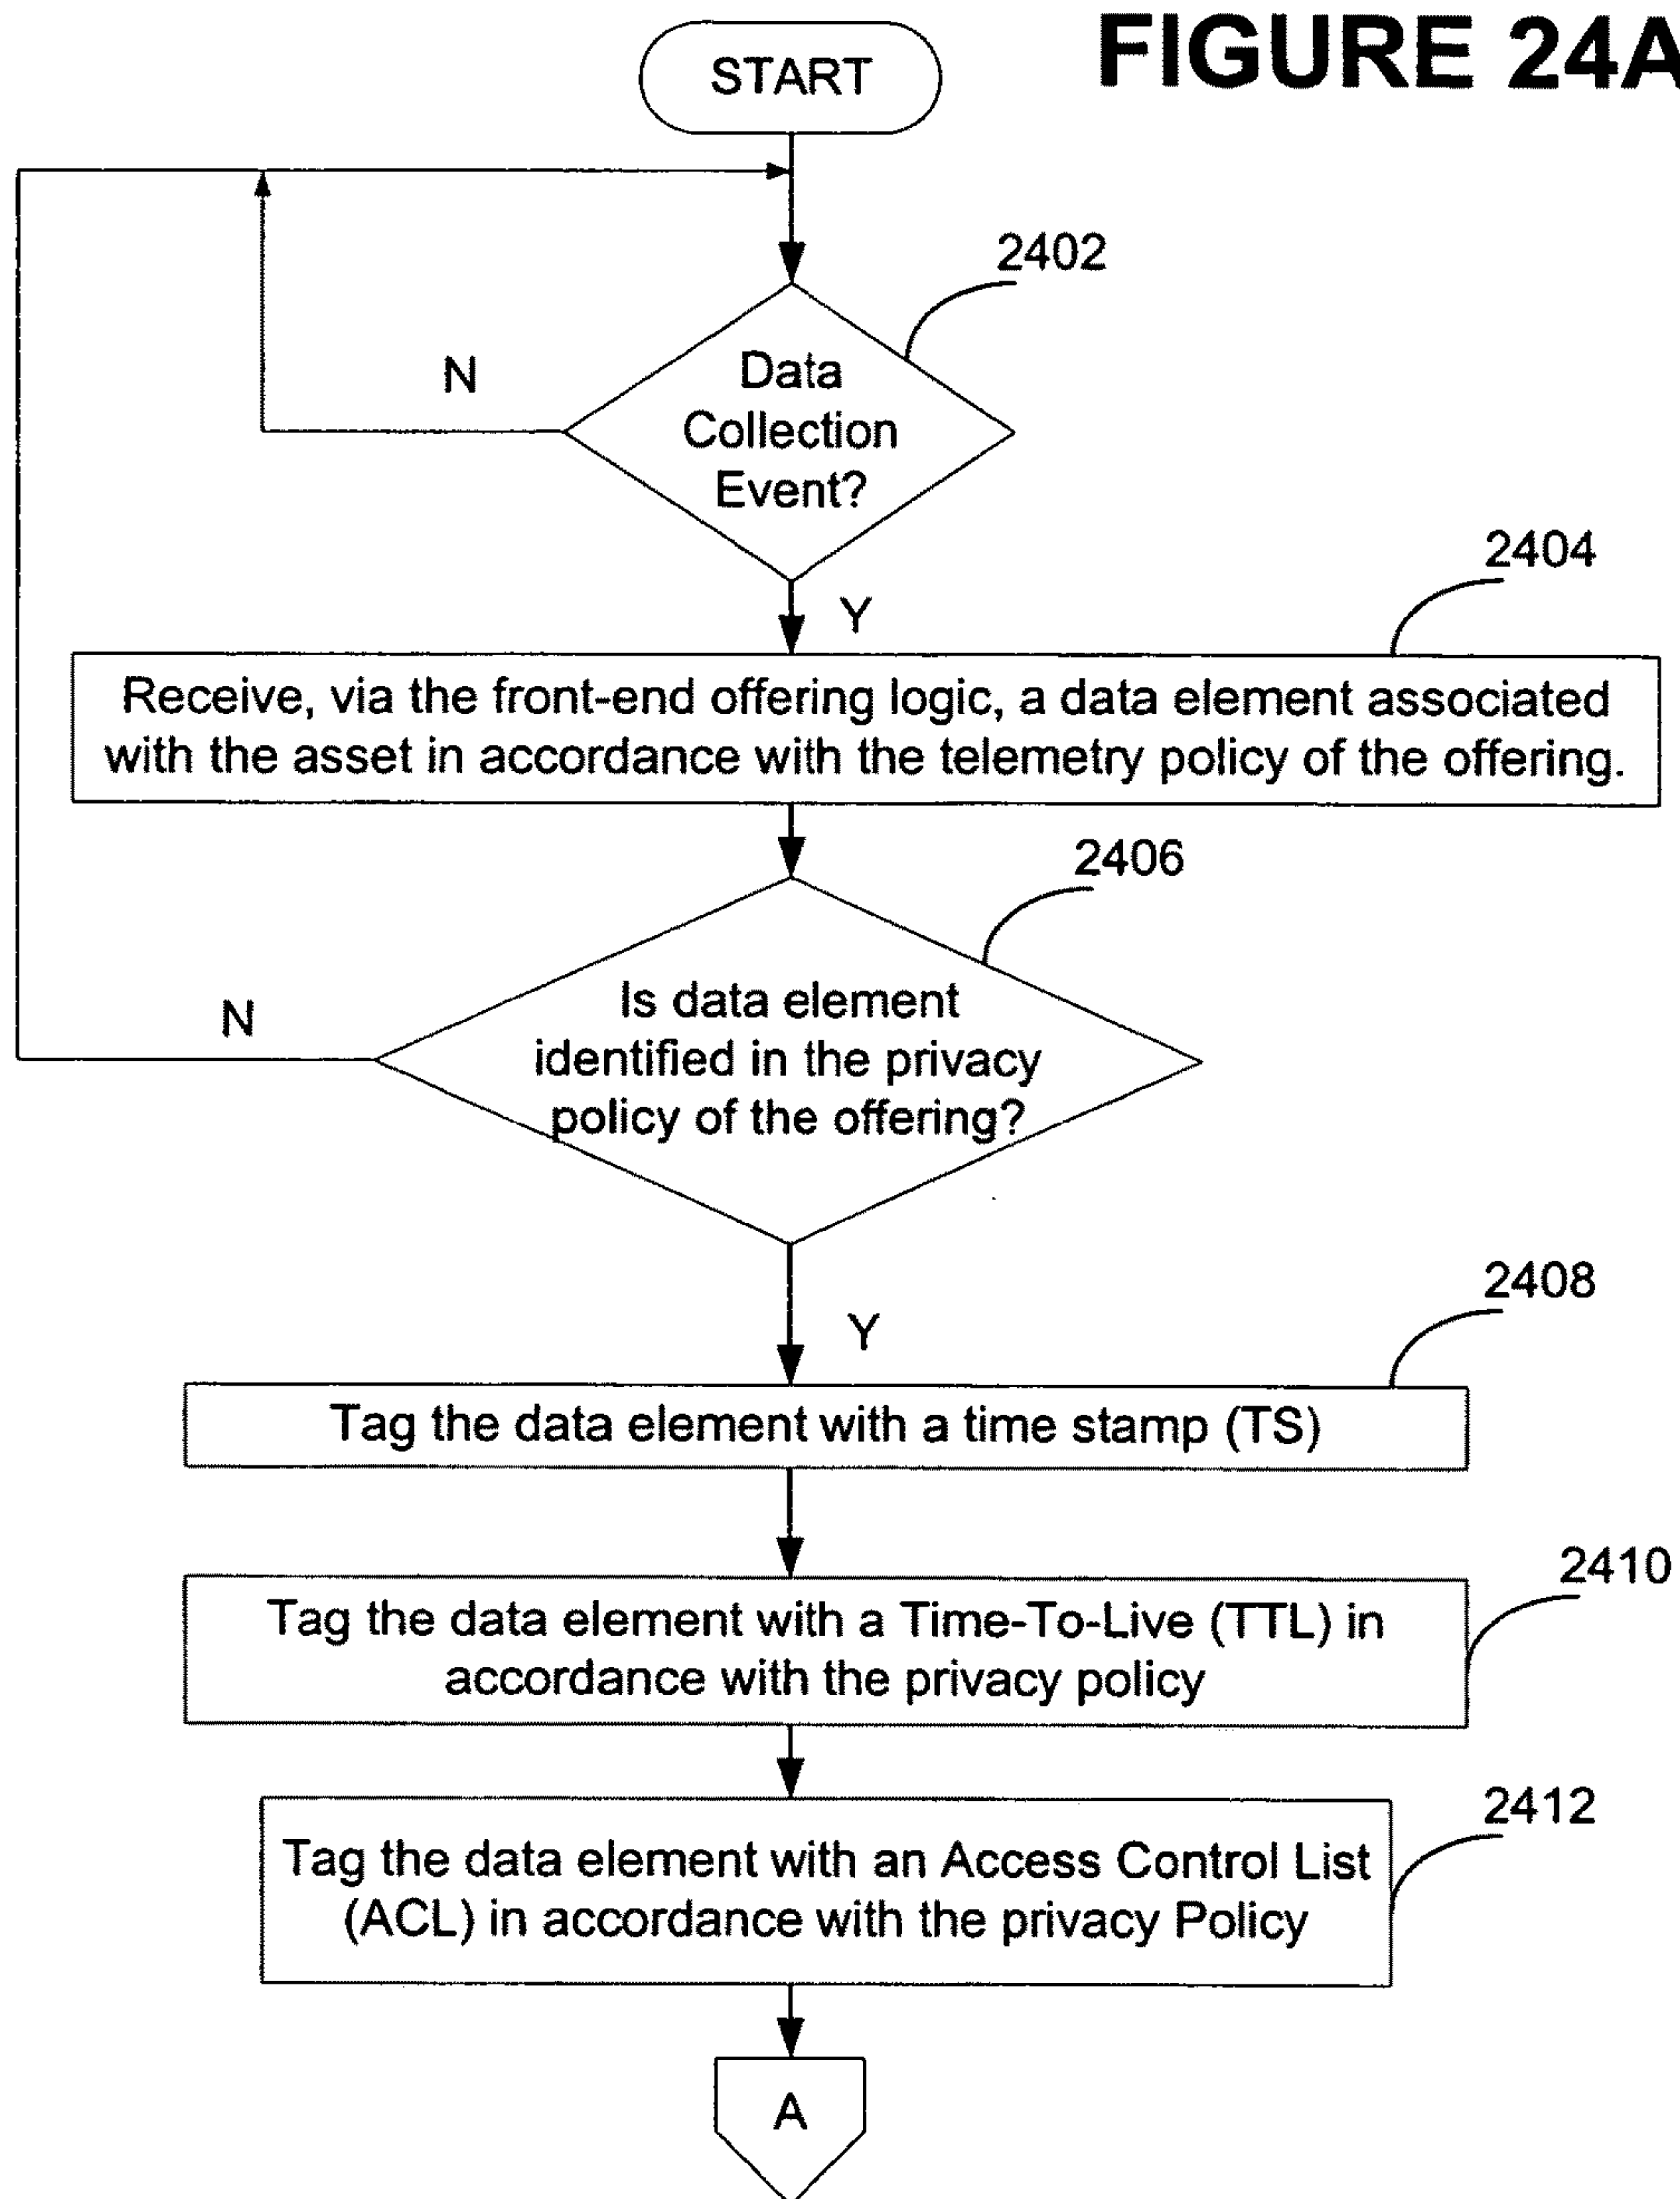 FIGURE 24A
START
2402
Data
Collection
Event?
N
Y
2404
Receive, via the front-end offering logic, a data element associated
with the asset in accordance with the telemetry policy of the offering.
2406
Is data element
identified in the privacy
policy of the offering?
N
Y
2408
Tag the data element with a time stamp (TS)
2410
Tag the data element with a Time-To-Live (TTL) in
accordance with the privacy policy
2412
Tag the data element with an Access Control List
(ACL) in accordance with the privacy Policy
A